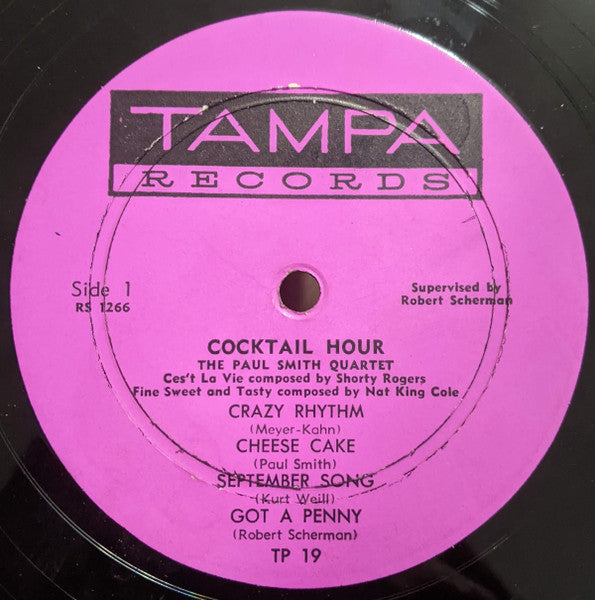 TAMPA
RECORDS
Side 1
RS 1266
Supervised by
Robert Scherman
COCKTAIL HOUR
THE PAUL SMITH QUARTET
Ces't La Vie composed by Shorty Rogers
Fine Sweet and Tasty composed by Nat King Cole
CRAZY RHYTHM
(Meyer-Kahn)
CHEESE CAKE
(Paul Smith)
SEPTEMBER SONG
(Kurt Weill)
GOT A PENNY
(Robert Scherman)
TP 19